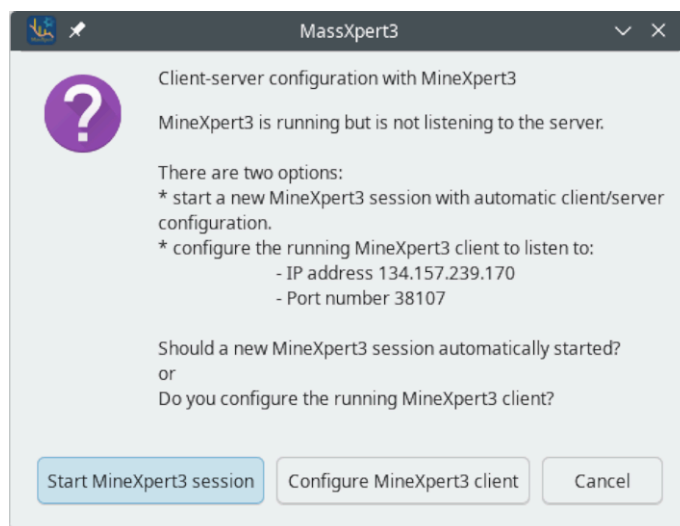 MassXpert3
Client-server configuration with MineXpert3
MineXpert3 is running but is not listening to the server.
There are two options:
* start a new MineXpert3 session with automatic client/server
configuration.
* configure the running MineXpert3 client to listen to:
- IP address 134.157.239.170
- Port number 38107
Should a new MineXpert3 session automatically started?
or
Do you configure the running MineXpert3 client?
Start MineXpert3 session
Configure MineXpert3 client
Cancel